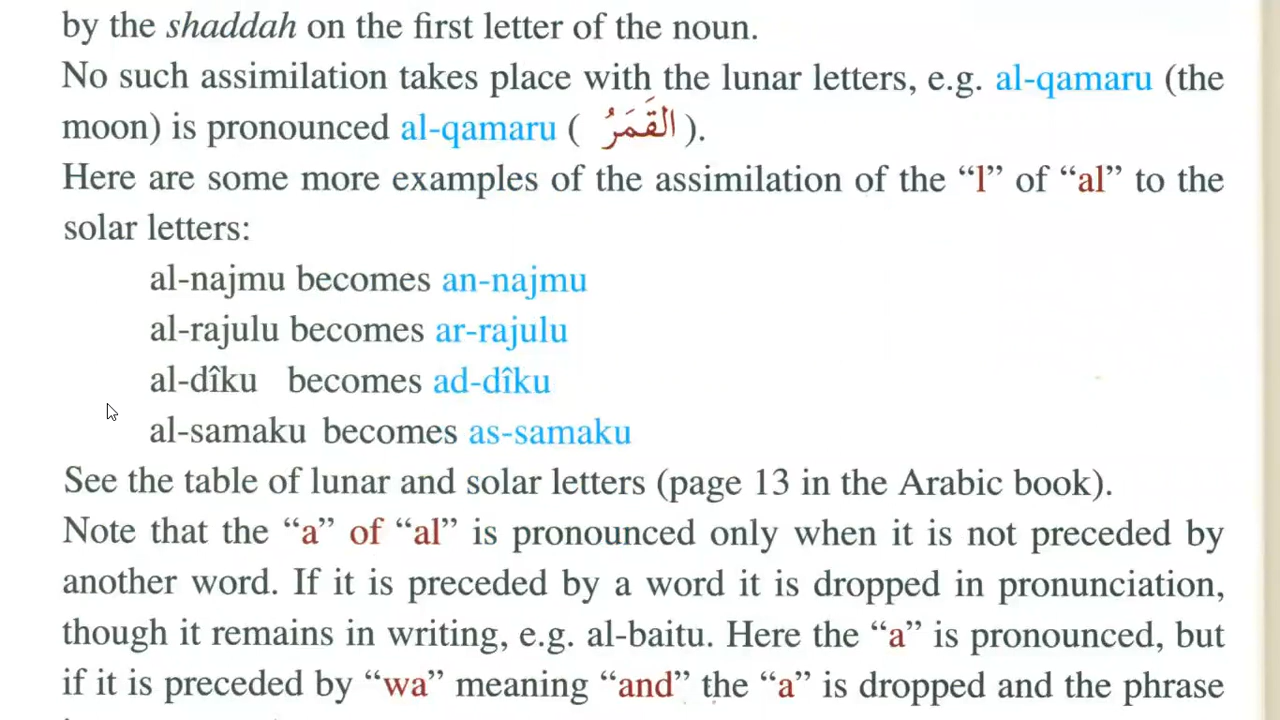 by the shaddah on the first letter of the noun.
No such assimilation takes place with the lunar letters, e.g. al-qamaru (the
moon) is pronounced al-qamaru ( القَمَرُ ).
Here are some more examples of the assimilation of the “l” of “al” to the
solar letters:
al-najmu becomes an-najmu
al-rajulu becomes ar-rajulu
al-dîku becomes ad-dîku
al-samaku becomes as-samaku
See the table of lunar and solar letters (page 13 in the Arabic book).
Note that the “a” of “al” is pronounced only when it is not preceded by
another word. If it is preceded by a word it is dropped in pronunciation,
though it remains in writing, e.g. al-baitu. Here the “a” is pronounced, but
if it is preceded by “wa” meaning “and” the “a” is dropped and the phrase